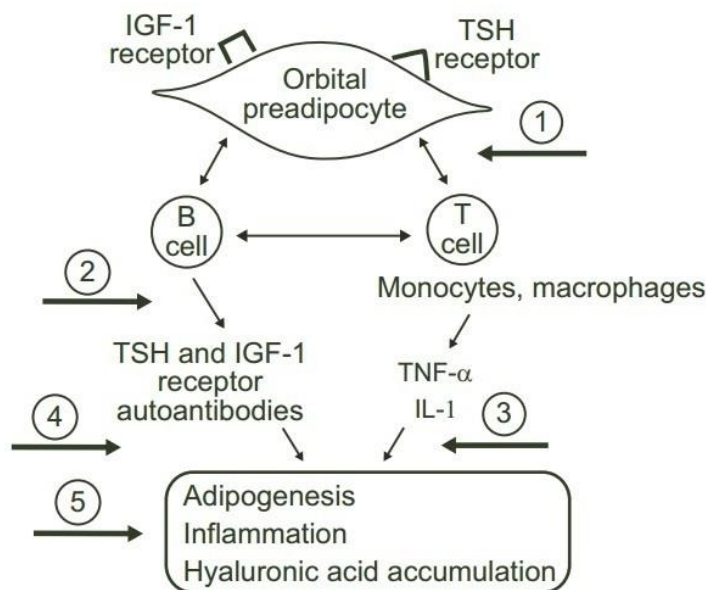 IGF-1
receptor
TSH
receptor
Orbital
preadipocyte
1
B
cell
T
cell
2
Monocytes, macrophages
TSH and IGF-1
receptor
autoantibodies
TNF-α
IL-1
3
4
5
Adipogenesis
Inflammation
Hyaluronic acid accumulation